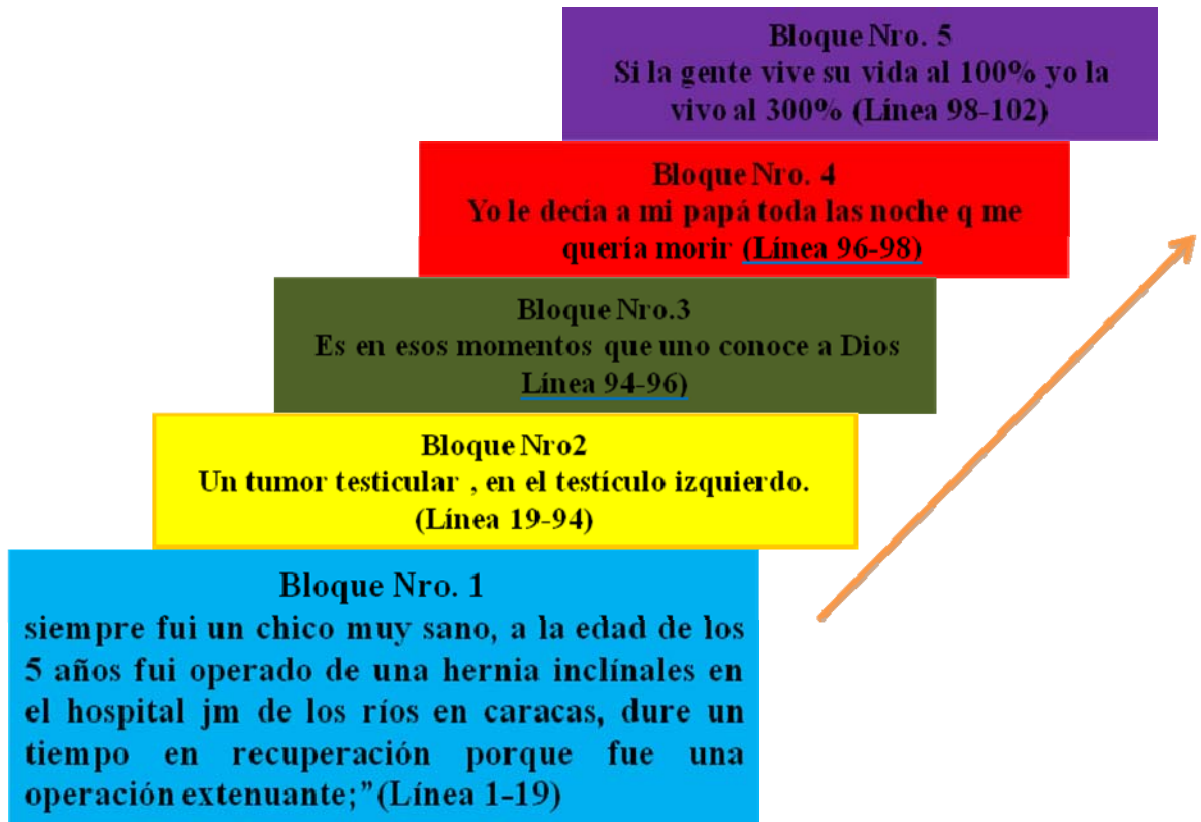 Bloque Nro. 5
Si la gente vive su vida al 100% yo la
vivo al 300% (Línea 98-102)
Bloque Nro. 4
Yo le decía a mi papá toda las noche q me
quería morir (Línea 96-98)
Bloque Nro.3
Es en esos momentos que uno conoce a Dios
Línea 94-96)
Bloque Nro2
Un tumor testicular , en el testículo izquierdo.
(Línea 19-94)
Bloque Nro. 1
siempre fui un chico muy sano, a la edad de los
5 años fui operado de una hernia inclínales en
el hospital jm de los ríos en caracas, dure un
tiempo en recuperación porque fue una
operación extenuante;”(Línea 1-19)